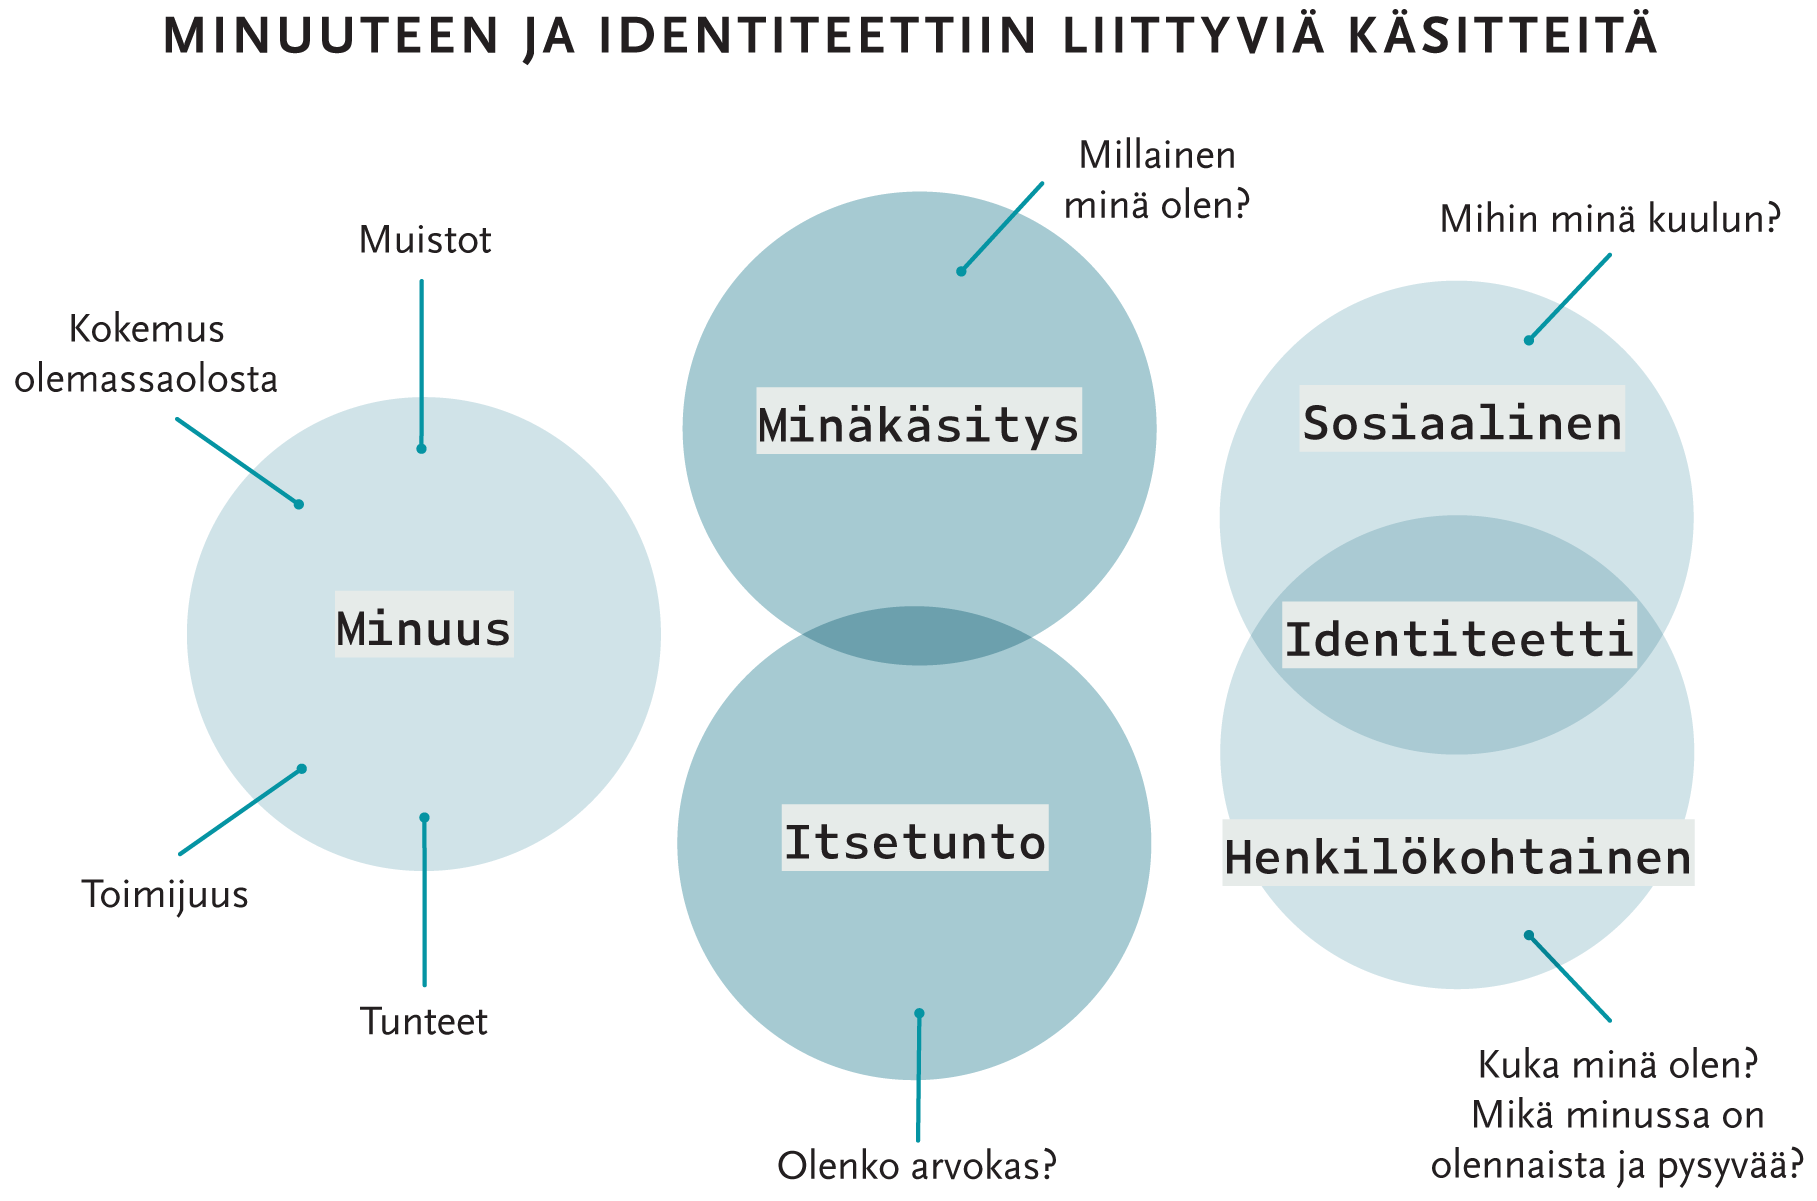 MINUUTEEN JA IDENTITEETTIIN LIITTYVIÄ KÄSITTEITÄ
Muistot
Kokemus
olemassaolosta
Minuus
Toimijuus
Tunteet
Millainen
minä olen?
Minäkäsitys
Itsetunto
Olenko arvokas?
Mihin minä kuulun?
Sosiaalinen
Identiteetti
Henkilökohtainen
Kuka minä olen?
Mikä minussa on
olennaista ja pysyvää?